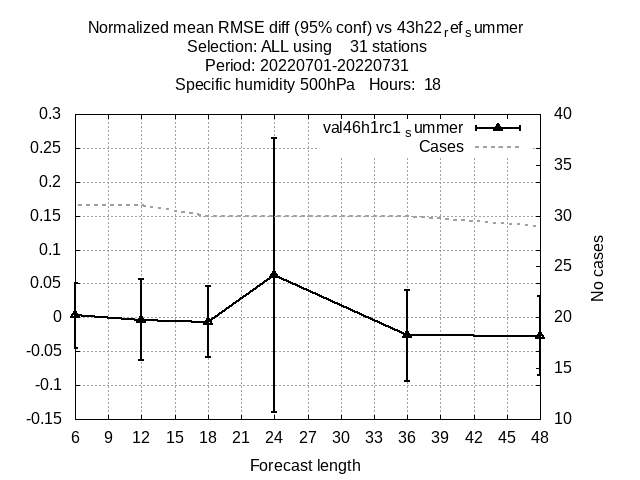 Normalized mean RMSE diff (95% conf) vs 43h22refsummer
Selection: ALL using 31 stations
Period: 20220701-20220731
Specific humidity 500hPa Hours: 18
0.3
0.25
0.2
0.15
0.1
0.05
0
-0.05
-0.1
-0.15
val46h1rc1summer
Cases
40
35
30
25
20
15
10
No cases
6 9 12 15 18 21 24 27 30 33 36 39 42 45 48
Forecast length